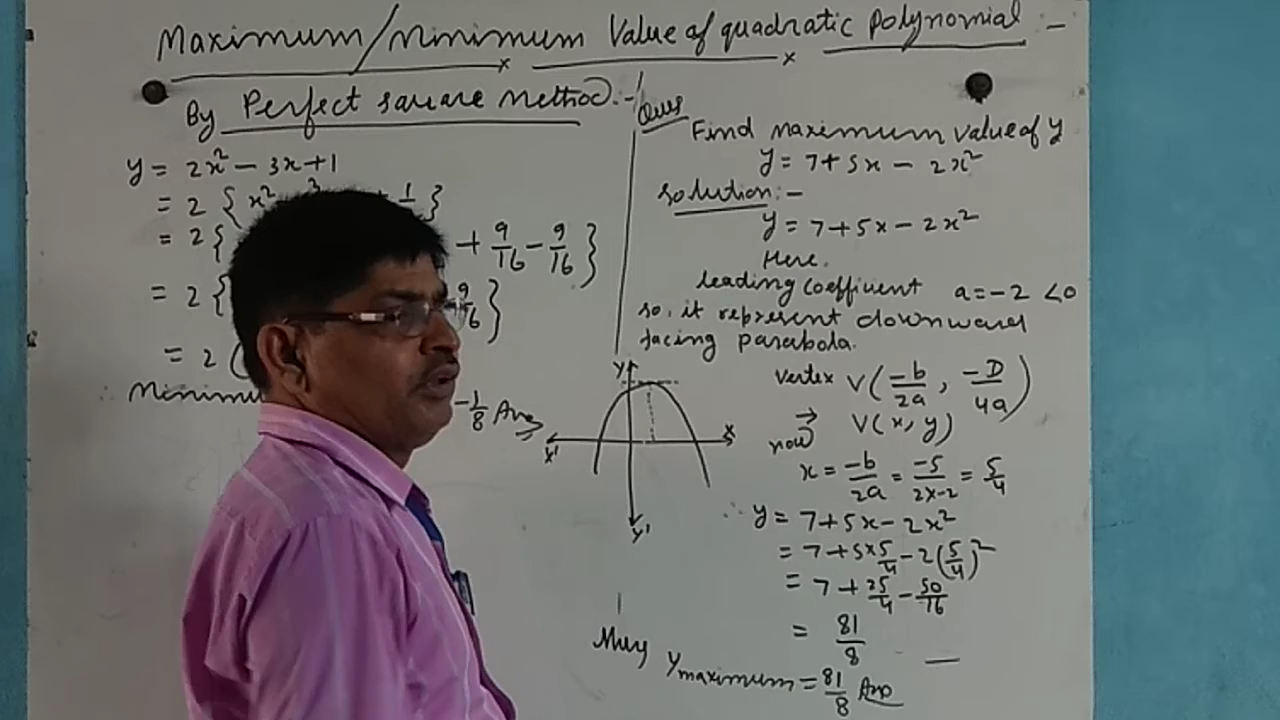 Maximum/Minimum Value of quadratic Polynomial –
By Perfect square Method :-
y = 2x² – 3x + 1
= 2 { x² 3 + 1 }
= 2 { + 9/16 – 9/16 }
= 2 { 9/16 }
= 2 (
∴ Minimu – 1/8 Ans
Ques Find maximum value of y
y = 7 + 5x – 2x²
solution :–
y = 7 + 5x – 2x²
Here,
leading coefficient a = –2 < 0
so, it represent downward
facing parabola.
Vertex V(–b/2a, –D/4a)
now → V(x, y)
x = –b/2a = –5/2×–2 = 5/4
∴ y = 7 + 5x – 2x²
= 7 + 5×5/4 – 2(5/4)²
= 7 + 25/4 – 50/16
= 81/8
y maximum = 81/8 Ans
Y
X' X
Y'